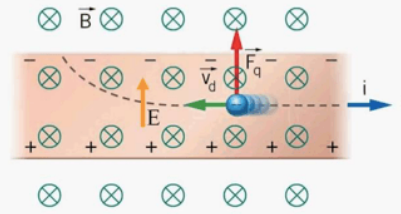 B
− − − − − −
v_d F_q
E i
+ + + + + +